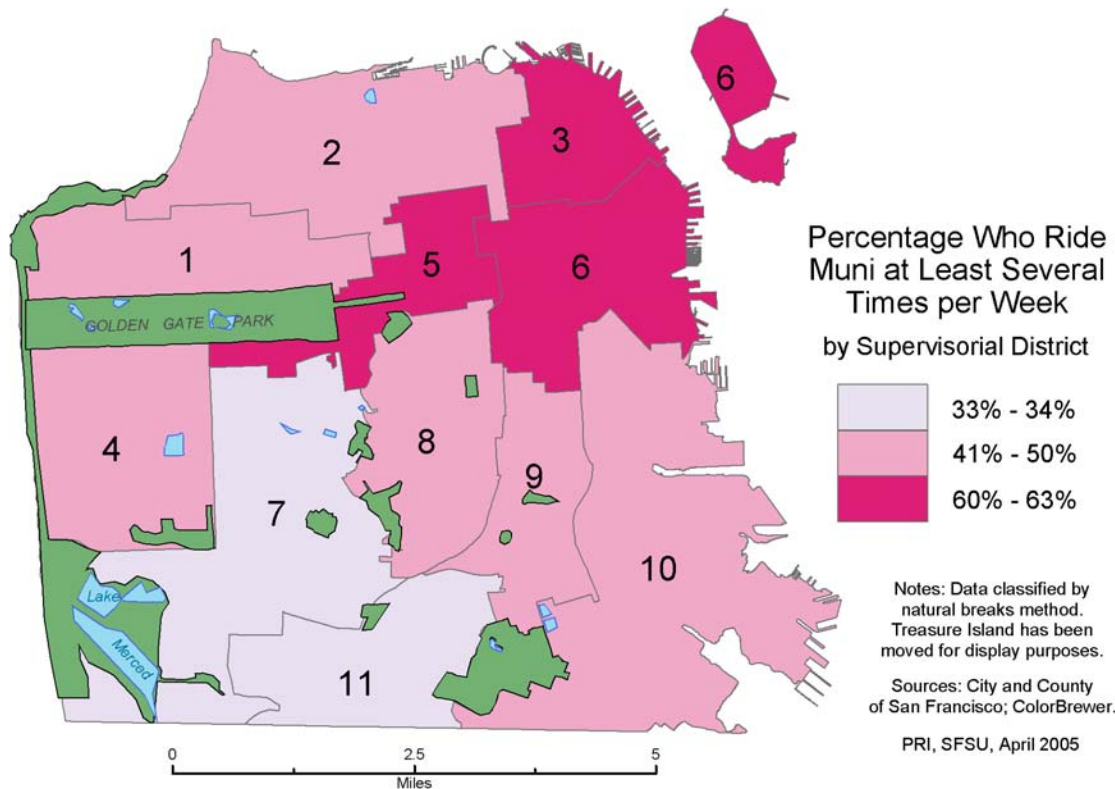 6
3
2
1
5
6
GOLDEN GATE PARK
4
8
9
7
10
11
Lake
Merced
Percentage Who Ride
Muni at Least Several
Times per Week
by Supervisorial District
33% - 34%
41% - 50%
60% - 63%
Notes: Data classified by
natural breaks method.
Treasure Island has been
moved for display purposes.
Sources: City and County
of San Francisco; ColorBrewer.
PRI, SFSU, April 2005
0 2.5 5
Miles